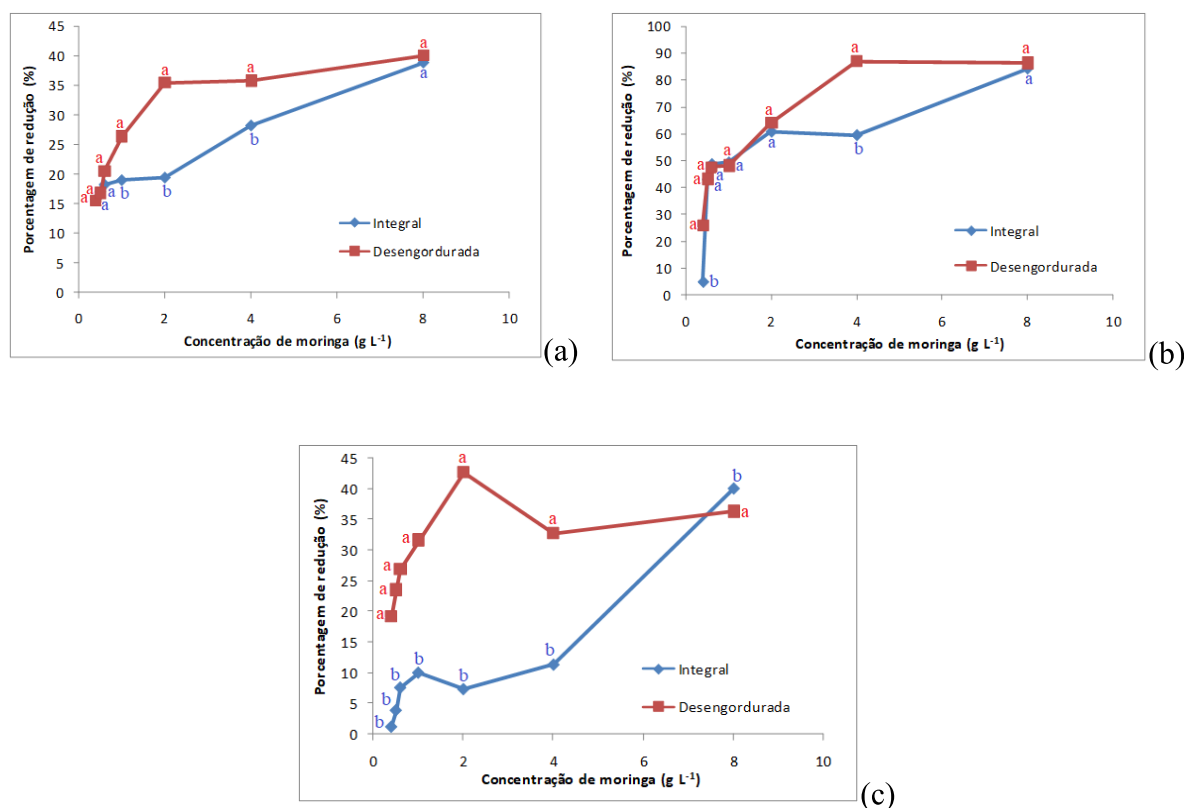 45
40
35
30
25
20
15
10
5
0
Porcentagem de redução (%)
a a a a a a a
a a b b b a
Integral
Desengordurada
0 2 4 6 8 10
Concentração de moringa (g L-1)
(a)
100
90
80
70
60
50
40
30
20
10
0
Porcentagem de redução (%)
a a a a a a a
b a a a a b a
Integral
Desengordurada
0 2 4 6 8 10
Concentração de moringa (g L-1)
(b)
45
40
35
30
25
20
15
10
5
0
Porcentagem de redução (%)
a a a a a a a
b b b b b b b
Integral
Desengordurada
0 2 4 6 8 10
Concentração de moringa (g L-1)
(c)